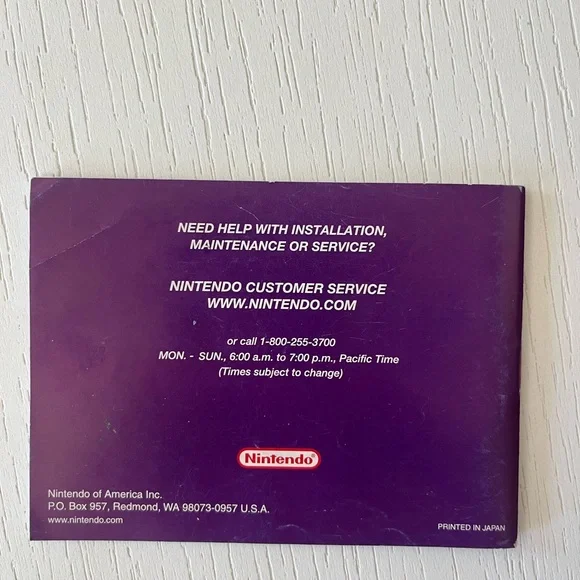 NEED HELP WITH INSTALLATION,
MAINTENANCE OR SERVICE?
NINTENDO CUSTOMER SERVICE
WWW.NINTENDO.COM
or call 1-800-255-3700
MON. - SUN., 6:00 a.m. to 7:00 p.m., Pacific Time
(Times subject to change)
Nintendo
Nintendo of America Inc.
P.O. Box 957, Redmond, WA 98073-0957 U.S.A.
www.nintendo.com
PRINTED IN JAPAN